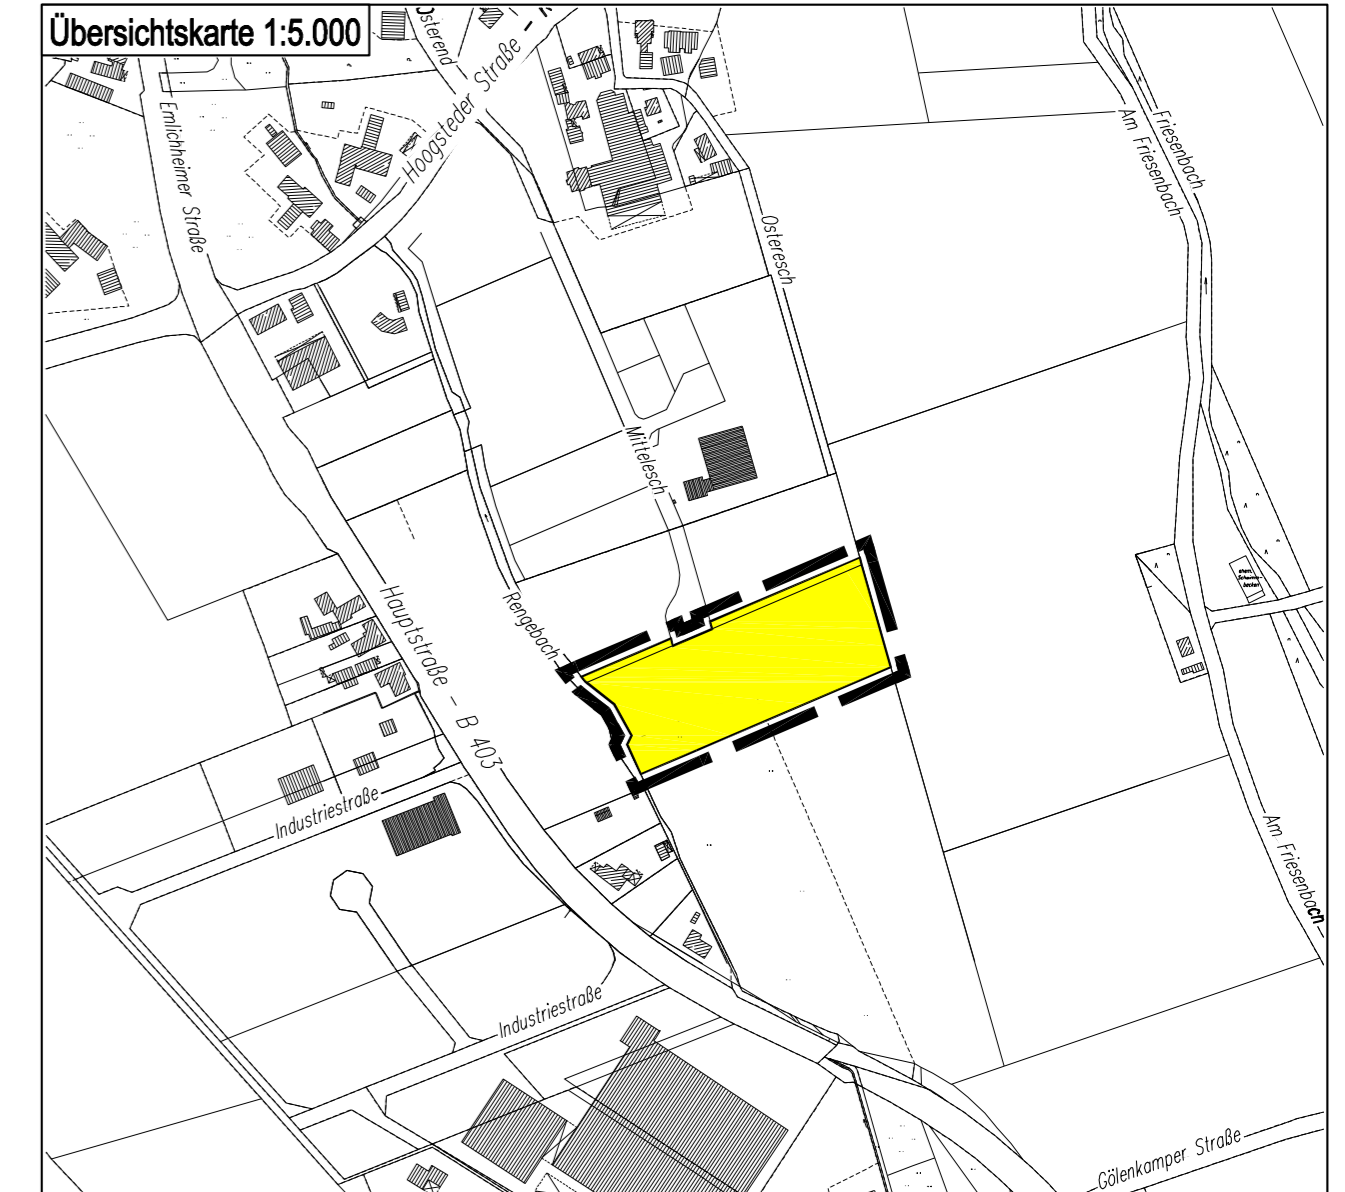 Übersichtskarte 1:5.000
Osterend
Hoogsteder Straße -
Emlichheimer Straße
Friesenbach
Am Friesenbach
Osteresch
Mittelesch
Rengebach
Hauptstraße - B 403
ehem.
Industriestraße
Am Friesenbach
Industriestraße
Gölenkamper Straße